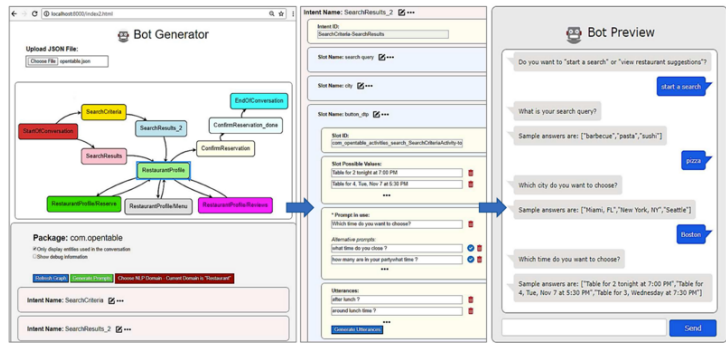 localhost:8000/index2.html
Bot Generator
Upload JSON File:
Choose File opentable.json
EndOfConversation
SearchCriteria
ConfirmReservation_done
StartOfConversation
SearchResults_2
ConfirmReservation
SearchResults
RestaurantProfile
RestaurantProfile/Reserve
RestaurantProfile/Menu
RestaurantProfile/Reviews
Package: com.opentable
Only display entities used in the conversation
Show debug information
Refresh Graph
Generate Prompts
Choose NLP Domain - Current Domain is "Restaurant"
Intent Name: SearchCriteria
Intent Name: SearchResults_2
Intent Name: SearchResults_2
Intent ID:
SearchCriteria-SearchResults
Slot Name: search query
Slot Name: city
Slot Name: button_dtp
Slot ID:
com_opentable_activities_search_SearchCriteriaActivity-to
Slot Possible Values:
Table for 2 tonight at 7:00 PM
Table for 4, Tue, Nov 7 at 5:30 PM
* Prompt in use:
Which time do you want to choose?
Alternative prompts:
what time do you close ?
how many are in your partywhat time ?
Utterances:
after lunch ?
around lunch time ?
Generate Utterances
Bot Preview
Do you want to "start a search" or "view restaurant suggestions"?
start a search
What is your search query?
Sample answers are: ["barbecue","pasta","sushi"]
pizza
Which city do you want to choose?
Sample answers are: ["Miami, FL","New York, NY","Seattle"]
Boston
Which time do you want to choose?
Sample answers are: ["Table for 2 tonight at 7:00 PM","Table for
4, Tue, Nov 7 at 5:30 PM","Table for 3, Wednesday at 7:30 PM"]
Send